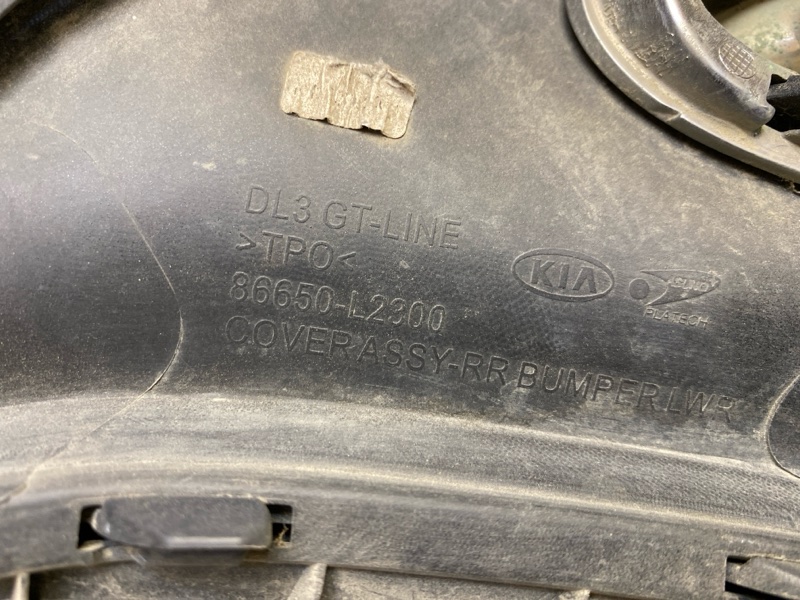 DL3 GT-LINE
>TPO<
86650-L2300
COVER ASSY-RR BUMPER LWR
KIA
PLATECH